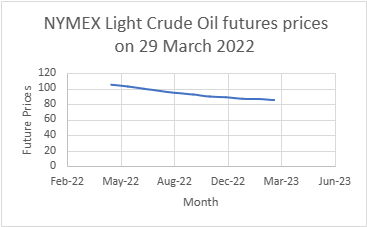 NYMEX Light Crude Oil futures prices
on 29 March 2022
Future Prices
120
100
80
60
40
20
0
Feb-22 May-22 Aug-22 Dec-22 Mar-23 Jun-23
Month